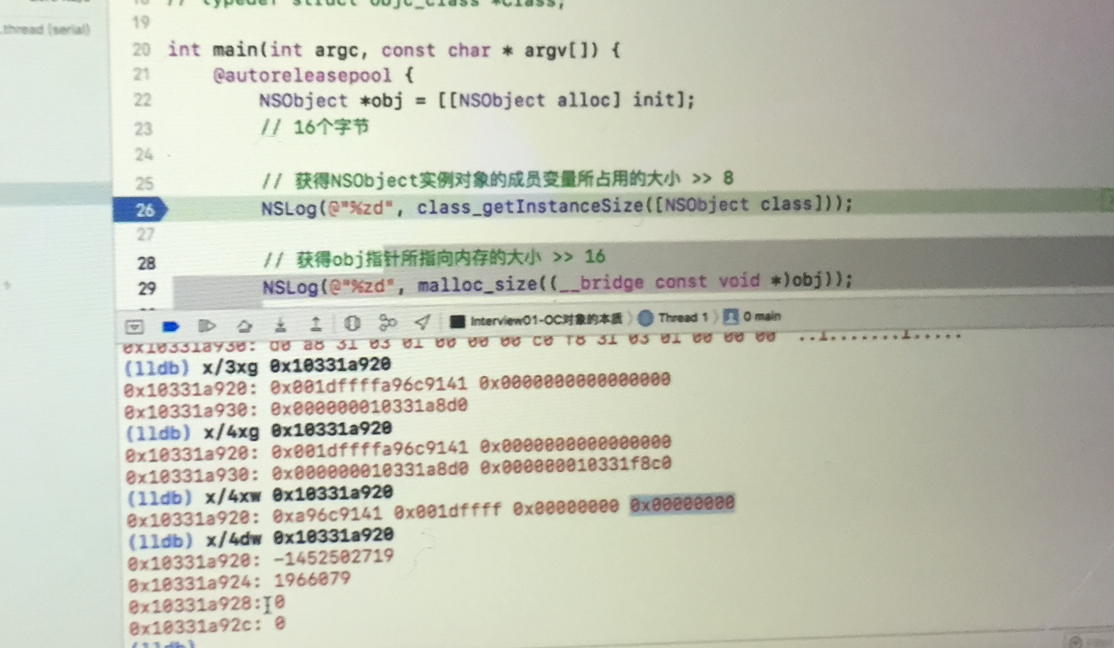 .thread (serial)
18 // typedef struct objc_class *Class;
19
20 int main(int argc, const char * argv[]) {
21 @autoreleasepool {
22 NSObject *obj = [[NSObject alloc] init];
23 // 16个字节
24
25 // 获得NSObject实例对象的成员变量所占用的大小 >> 8
26 NSLog(@"%zd", class_getInstanceSize([NSObject class]));
27
28 // 获得obj指针所指向内存的大小 >> 16
29 NSLog(@"%zd", malloc_size((__bridge const void *)obj));
Interview01-OC对象的本质 Thread 1 0 main
0x10331a930: d0 a8 31 03 01 00 00 00 c0 f8 31 03 01 00 00 00 ..1.......1.....
(lldb) x/3xg 0x10331a920
0x10331a920: 0x001dffffa96c9141 0x0000000000000000
0x10331a930: 0x000000010331a8d0
(lldb) x/4xg 0x10331a920
0x10331a920: 0x001dffffa96c9141 0x0000000000000000
0x10331a930: 0x000000010331a8d0 0x000000010331f8c0
(lldb) x/4xw 0x10331a920
0x10331a920: 0xa96c9141 0x001dffff 0x00000000 0x00000000
(lldb) x/4dw 0x10331a920
0x10331a920: -1452502719
0x10331a924: 1966079
0x10331a928: 0
0x10331a92c: 0
(lldb)